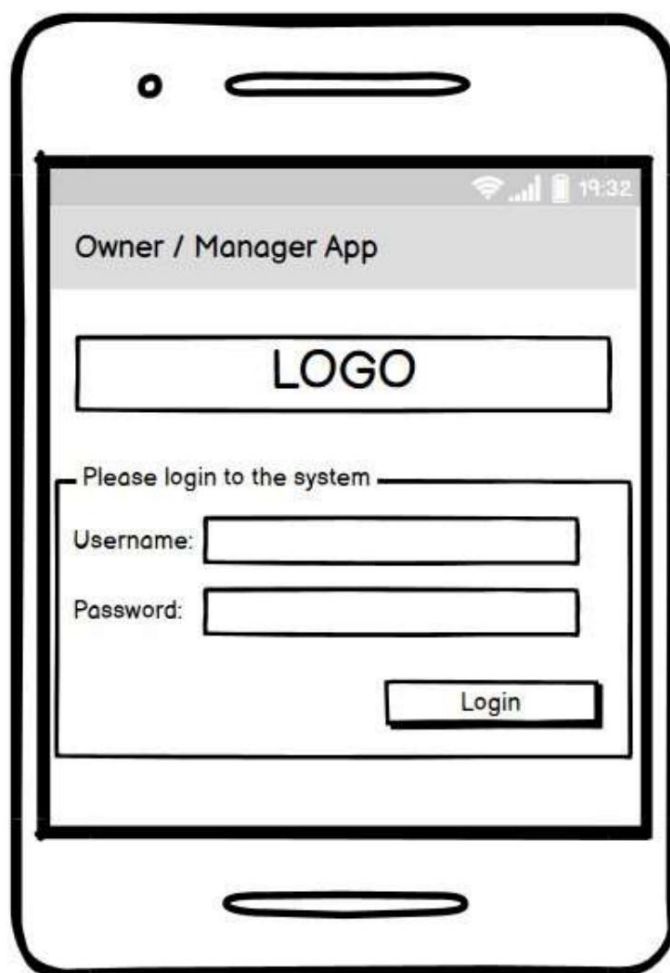 19:32
Owner / Manager App
LOGO
Please login to the system
Username:
Password:
Login